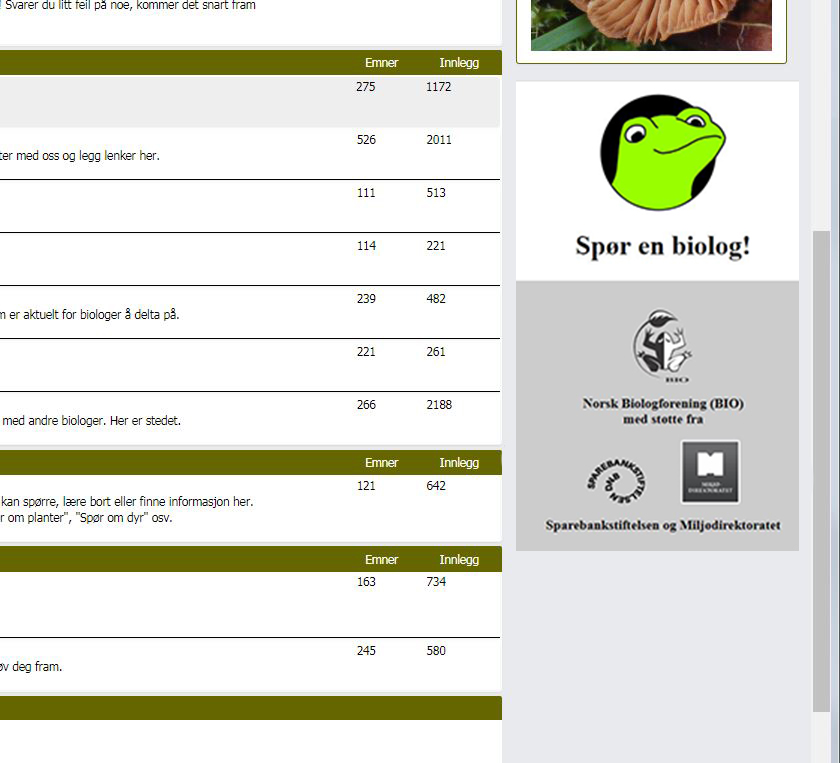 ! Svarer du litt feil på noe, kommer det snart fram
Emner Innlegg
275 1172
526 2011
ter med oss og legg lenker her.
111 513
114 221
239 482
m er aktuelt for biologer å delta på.
221 261
266 2188
med andre biologer. Her er stedet.
Emner Innlegg
121 642
kan spørre, lære bort eller finne informasjon her.
r om planter", "Spør om dyr" osv.
Emner Innlegg
163 734
245 580
øv deg fram.
Spør en biolog!
BIO
Norsk Biologforening (BIO)
med støtte fra
SPAREBANKSTIFTELSEN DNB
MILJØ-
DIREKTORATET
Sparebankstiftelsen og Miljødirektoratet